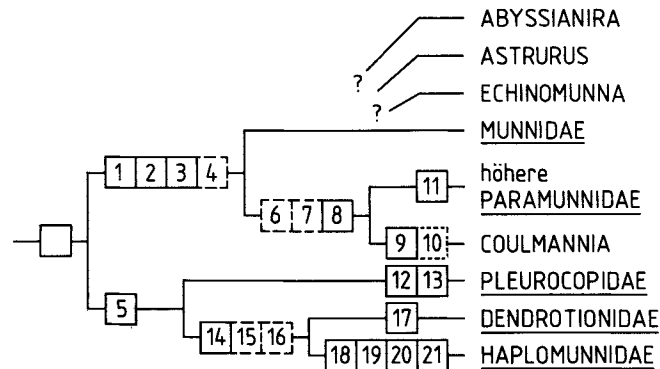 ABYSSIANIRA
ASTRURUS
?
ECHINOMUNNA
?
MUNNIDAE
1 2 3 4
höhere
11
PARAMUNNIDAE
6 7 8
9 10 COULMANNIA
12 13 PLEUROCOPIDAE
5
17 DENDROTIONIDAE
14 15 16
18 19 20 21 HAPLOMUNNIDAE